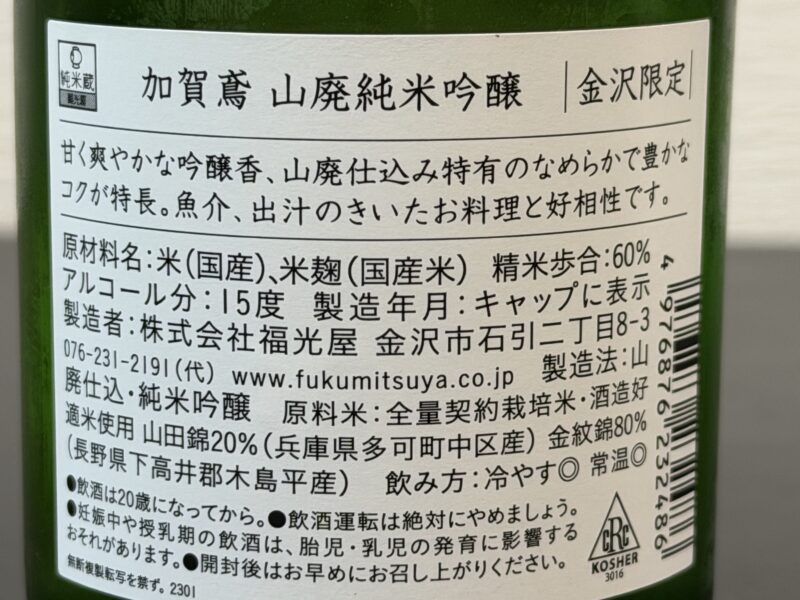 純米蔵
福光屋
加賀鳶 山廃純米吟醸
金沢限定
甘く爽やかな吟醸香、山廃仕込み特有のなめらかで豊かな
コクが特長。魚介、出汁のきいたお料理と好相性です。
原材料名：米(国産)、米麹(国産米) 精米歩合：60%
アルコール分：15度 製造年月：キャップに表示
製造者：株式会社福光屋 金沢市石引二丁目8-3
076-231-2191(代) www.fukumitsuya.co.jp 製造法：山
廃仕込・純米吟醸 原料米：全量契約栽培米・酒造好
適米使用 山田錦20%(兵庫県多可町中区産) 金紋錦80%
(長野県下高井郡木島平産) 飲み方：冷やす◎ 常温◎
●飲酒は20歳になってから。●飲酒運転は絶対にやめましょう。
●妊娠中や授乳期の飲酒は、胎児・乳児の発育に影響する
おそれがあります。●開封後はお早めにお召し上がりください。
無断複製転写を禁ず。2301
CRC
KOSHER
3016
4 976876 232486